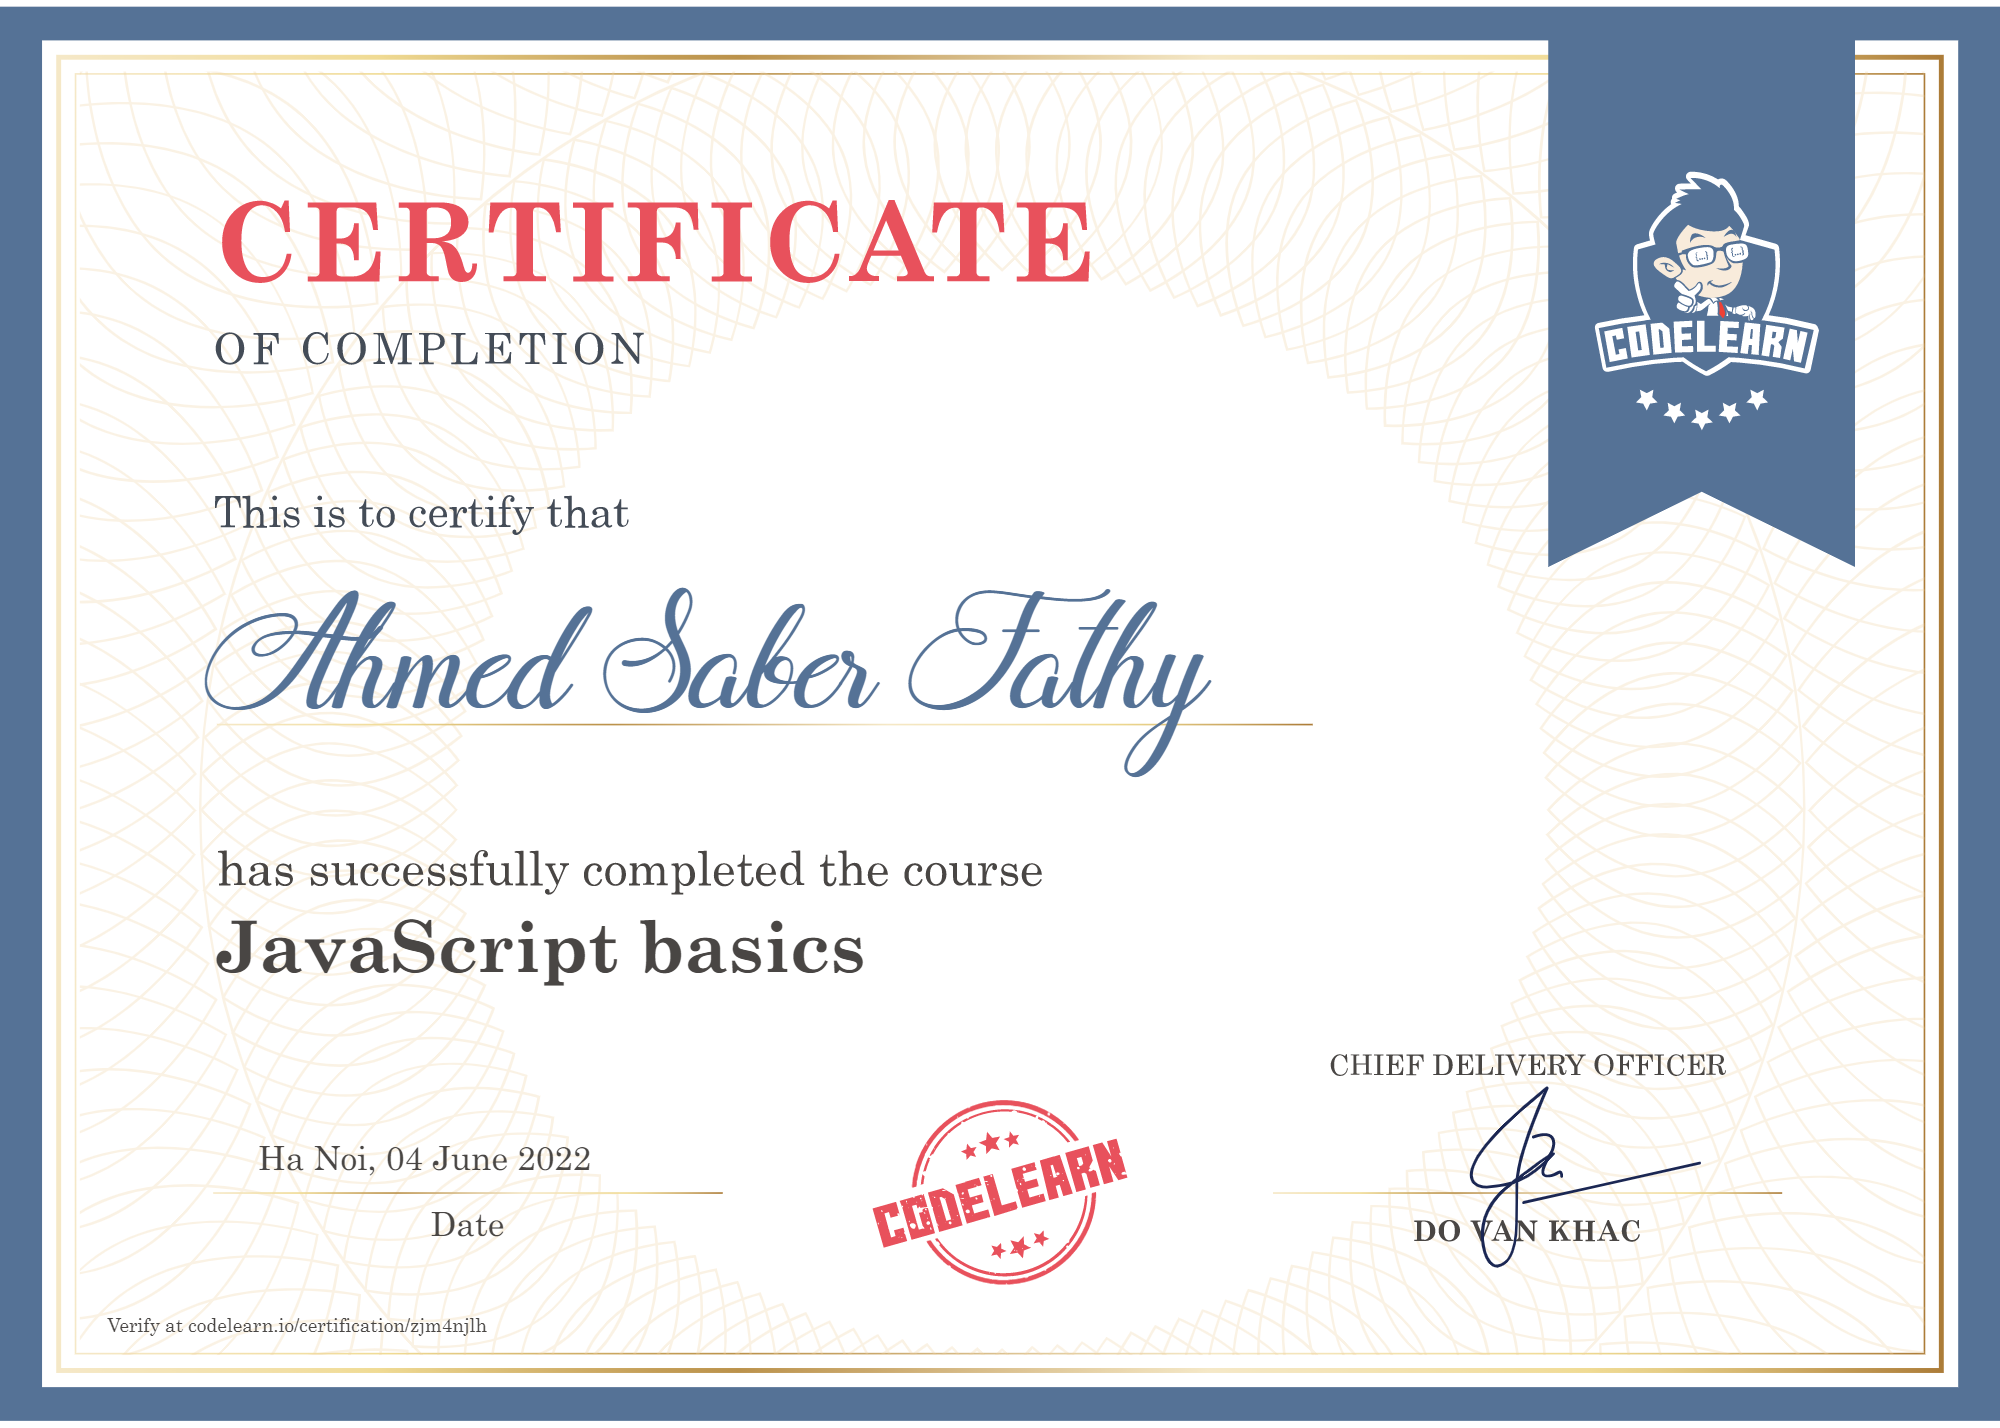 CERTIFICATE
OF COMPLETION
CODELEARN
This is to certify that
Ahmed Saber Fathy
has successfully completed the course
JavaScript basics
CHIEF DELIVERY OFFICER
Ha Noi, 04 June 2022
Date
CODELEARN
DO VAN KHAC
Verify at codelearn.io/certification/zjm4njlh